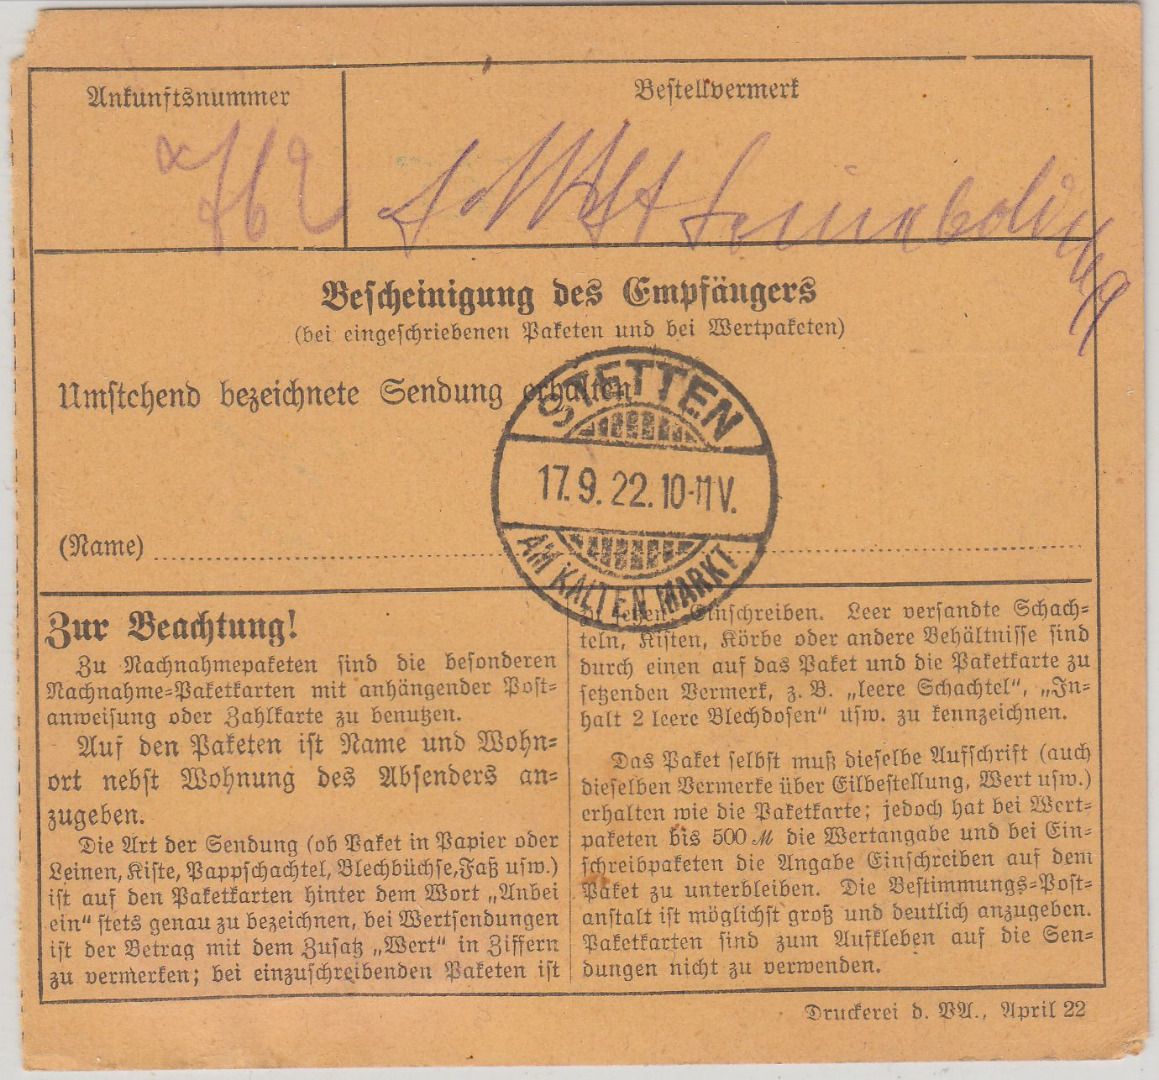 Ankunftsnummer
Bestellvermerk
762
Bescheinigung des Empfängers
(bei eingeschriebenen Paketen und bei Wertpaketen)
Umstehend bezeichnete Sendung erhalten
STETTEN
17.9.22.10-11V.
AM KALTEN MARKT
(Name)
Zur Beachtung!
Zu Nachnahmepaketen sind die besonderen
Nachnahme-Paketkarten mit anhängender Post-
anweisung oder Zahlkarte zu benutzen.
Auf den Paketen ist Name und Wohn-
ort nebst Wohnung des Absenders an-
zugeben.
Die Art der Sendung (ob Paket in Papier oder
Leinen, Kiste, Pappschachtel, Blechbüchse, Faß usw.)
ist auf den Paketkarten hinter dem Wort „Anbei
ein“ stets genau zu bezeichnen, bei Wertsendungen
ist der Betrag mit dem Zusatz „Wert“ in Ziffern
zu vermerken; bei einzuschreibenden Paketen ist
Einschreiben. Leer versandte Schach-
teln, Kisten, Körbe oder andere Behältnisse sind
durch einen auf das Paket und die Paketkarte zu
setzenden Vermerk, z. B. „leere Schachtel“, „In-
halt 2 leere Blechdosen“ usw. zu kennzeichnen.
Das Paket selbst muß dieselbe Aufschrift (auch
dieselben Vermerke über Eilbestellung, Wert usw.)
erhalten wie die Paketkarte; jedoch hat bei Wert-
paketen bis 500 ℳ die Wertangabe und bei Ein-
schreibpaketen die Angabe Einschreiben auf dem
Paket zu unterbleiben. Die Bestimmungs-Post-
anstalt ist möglichst groß und deutlich anzugeben.
Paketkarten sind zum Aufkleben auf die Sen-
dungen nicht zu verwenden.
Druckerei d. VA., April 22